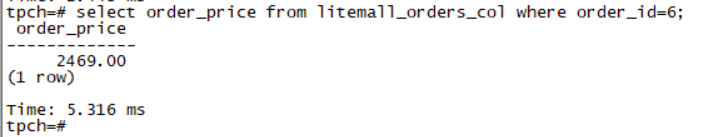 tpch=# select order_price from litemall_orders_col where order_id=6;
 order_price
-------------
     2469.00
(1 row)

Time: 5.316 ms
tpch=#